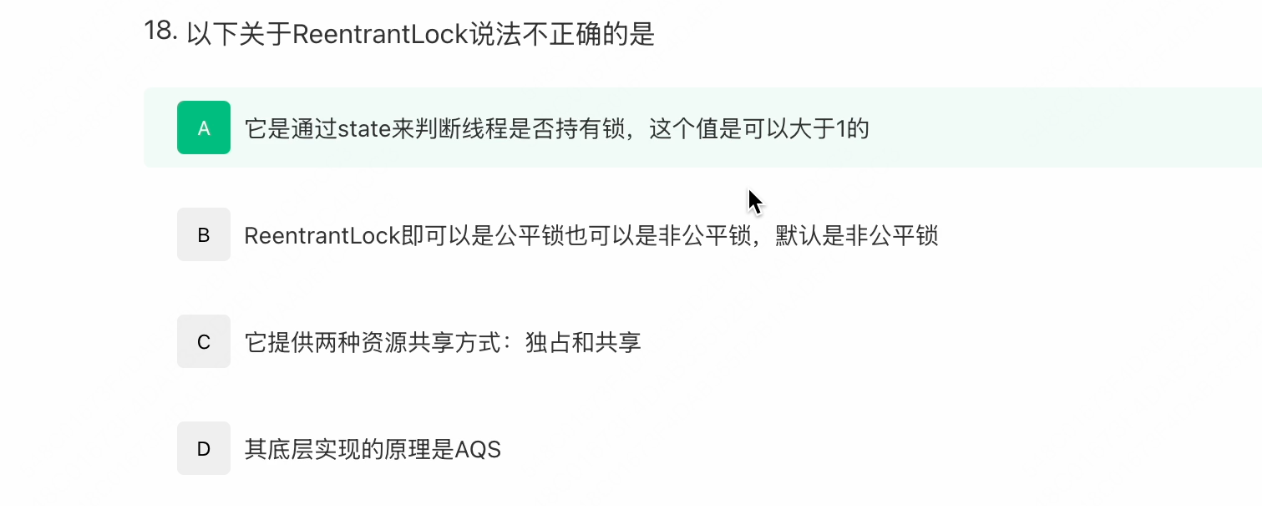 18. 以下关于ReentrantLock说法不正确的是
A 它是通过state来判断线程是否持有锁，这个值是可以大于1的
B ReentrantLock即可以是公平锁也可以是非公平锁，默认是非公平锁
C 它提供两种资源共享方式：独占和共享
D 其底层实现的原理是AQS